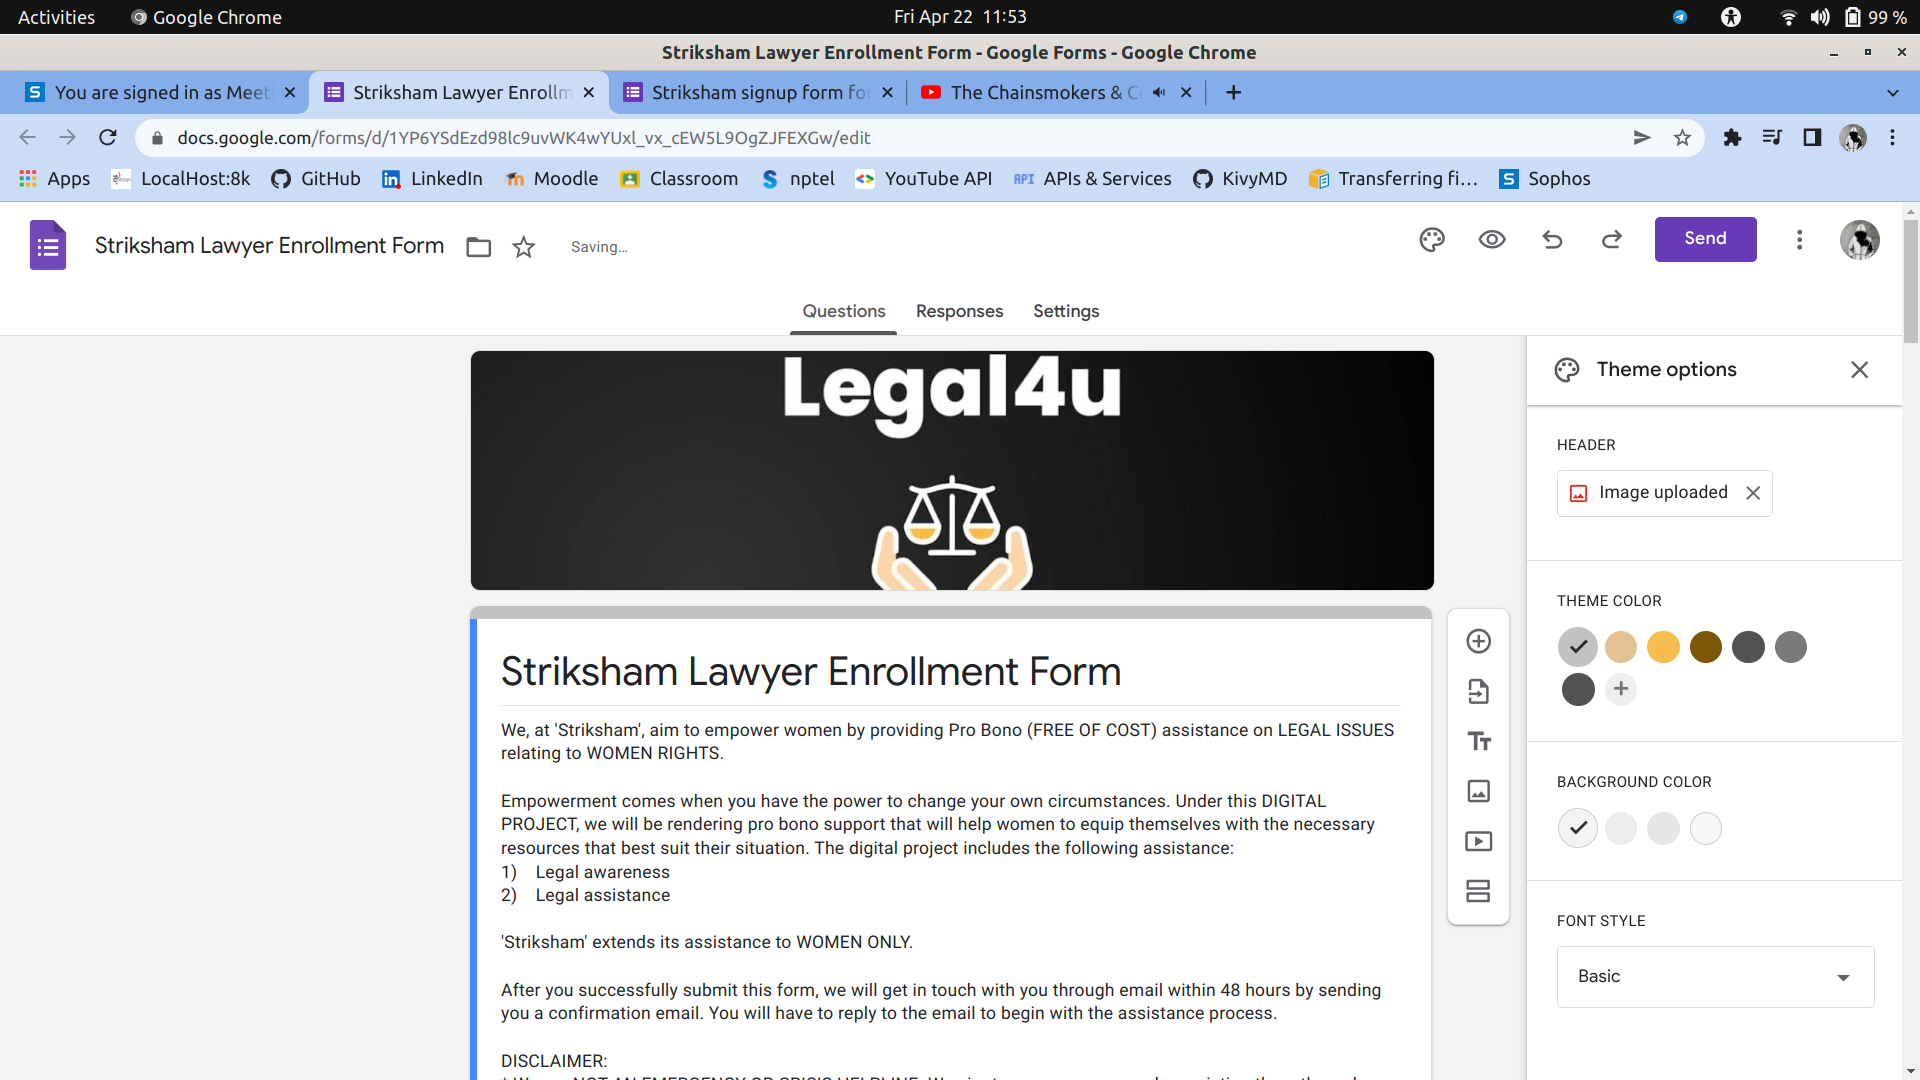 Activities
Google Chrome
Fri Apr 22 11:53
99 %
Striksham Lawyer Enrollment Form - Google Forms - Google Chrome
You are signed in as Meet
Striksham Lawyer Enrollm
Striksham signup form for
The Chainsmokers & C
docs.google.com/forms/d/1YP6YSdEzd98lc9uvWK4wYUxl_vx_cEW5L9OgZJFEXGw/edit
Apps
LocalHost:8k
GitHub
LinkedIn
Moodle
Classroom
nptel
YouTube API
API APIs & Services
KivyMD
Transferring fi...
S Sophos
Striksham Lawyer Enrollment Form
Saving...
Send
Questions
Responses
Settings
Legal4u
Theme options
HEADER
Image uploaded
THEME COLOR
BACKGROUND COLOR
FONT STYLE
Basic
Striksham Lawyer Enrollment Form
We, at 'Striksham', aim to empower women by providing Pro Bono (FREE OF COST) assistance on LEGAL ISSUES
relating to WOMEN RIGHTS.
Empowerment comes when you have the power to change your own circumstances. Under this DIGITAL
PROJECT, we will be rendering pro bono support that will help women to equip themselves with the necessary
resources that best suit their situation. The digital project includes the following assistance:
1) Legal awareness
2) Legal assistance
'Striksham' extends its assistance to WOMEN ONLY.
After you successfully submit this form, we will get in touch with you through email within 48 hours by sending
you a confirmation email. You will have to reply to the email to begin with the assistance process.
DISCLAIMER: